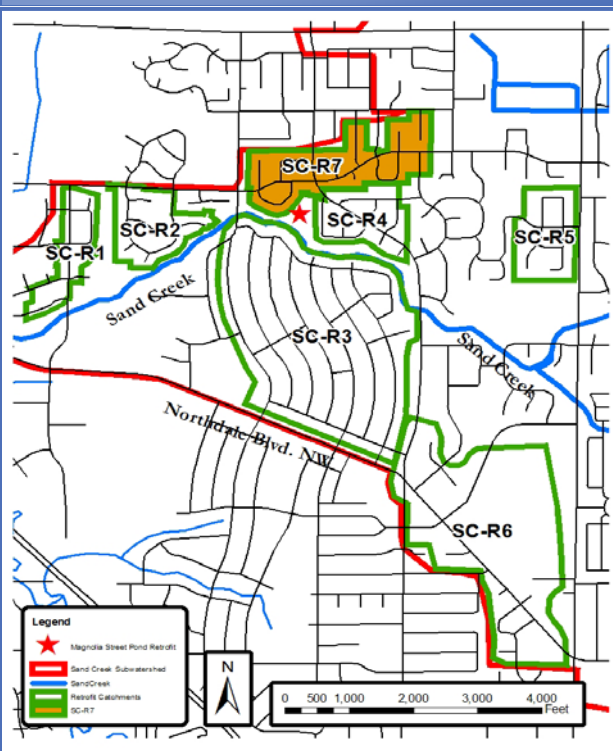 SC-R7
SC-R4
SC-R2
SC-R5
SC-R1
Sand Creek
SC-R3
Sand Creek
Northdale Blvd. NW
SC-R6
Legend
Magnolia Street Pond Retrofit
Sand Creek Subwatershed
SandCreek
Retrofit Catchments
SC-R7
N
0 500 1,000 2,000 3,000 4,000
Feet